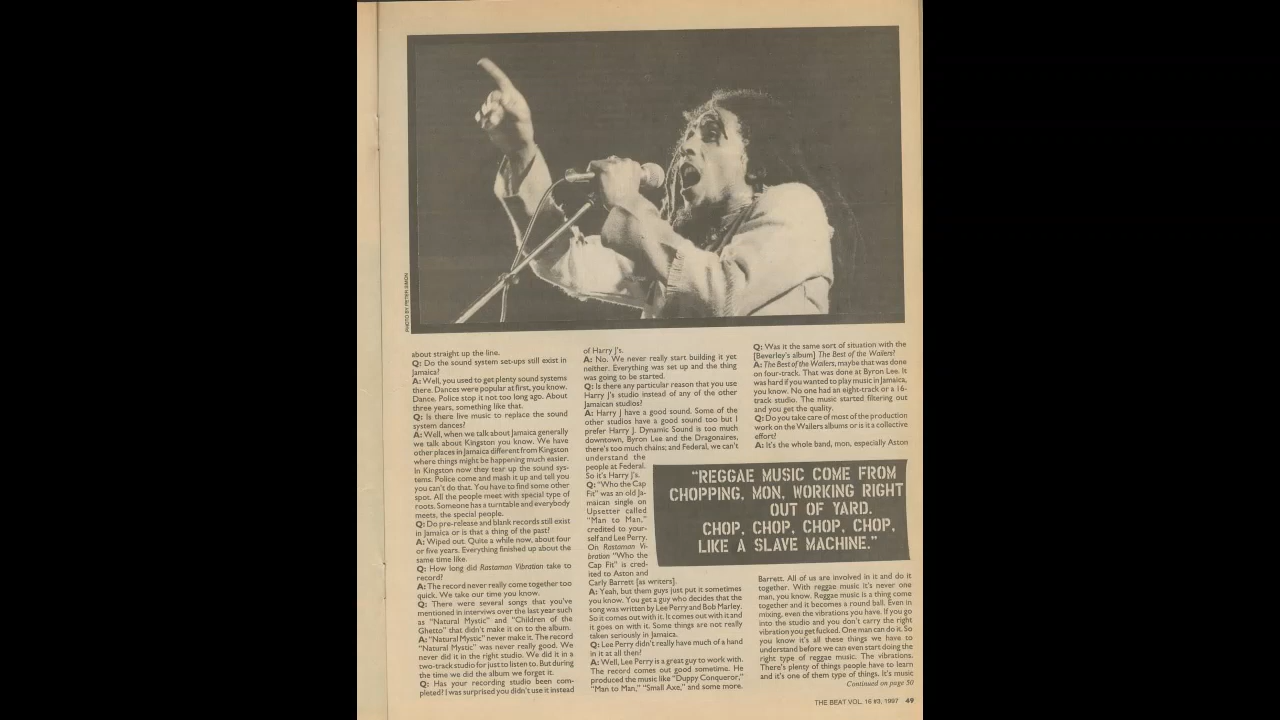 PHOTO BY PETER SIMON
about straight up the line.
Q: Do the sound system set-ups still exist in
Jamaica?
A: Well, you used to get plenty sound systems
there. Dances were popular at first, you know.
Dance. Police stop it not too long ago. About
three years, something like that.
Q: Is there live music to replace the sound
system dances?
A: Well, when we talk about Jamaica generally
we talk about Kingston you know. We have
other places in Jamaica different from Kingston
where things might be happening much easier.
In Kingston now they tear up the sound sys-
tems. Police come and mash it up and tell you
you can't do that. You have to find some other
spot. All the people meet with special type of
roots. Someone has a turntable and everybody
meets, the special people.
Q: Do pre-release and blank records still exist
in Jamaica or is that a thing of the past?
A: Wiped out. Quite a while now, about four
or five years. Everything finished up about the
same time like.
Q: How long did Rastaman Vibration take to
record?
A: The record never really come together too
quick. We take our time you know.
Q: There were several songs that you've
mentioned in interviws over the last year such
as "Natural Mystic" and "Children of the
Ghetto" that didn't make it on to the album.
A: "Natural Mystic" never make it. The record
"Natural Mystic" was never really good. We
never did it in the right studio. We did it in a
two-track studio for just to listen to. But during
the time we did the album we forget it.
Q: Has your recording studio been com-
pleted? I was surprised you didn't use it instead
of Harry J's.
A: No. We never really start building it yet
neither. Everything was set up and the thing
was going to be started.
Q: Is there any particular reason that you use
Harry J's studio instead of any of the other
Jamaican studios?
A: Harry J have a good sound. Some of the
other studios have a good sound too but I
prefer Harry J. Dynamic Sound is too much
downtown, Byron Lee and the Dragonaires,
there's too much chains; and Federal, we can't
understand the
people at Federal.
So it's Harry J's.
Q: "Who the Cap
Fit" was an old Ja-
maican single on
Upsetter called
"Man to Man,"
credited to your-
self and Lee Perry.
On Rastaman Vi-
bration "Who the
Cap Fit" is cred-
ited to Aston and
Carly Barrett [as writers].
A: Yeah, but them guys just put it sometimes
you know. You get a guy who decides that the
song was written by Lee Perry and Bob Marley.
So it comes out with it. It comes out with it and
it goes on with it. Some things are not really
taken seriously in Jamaica.
Q: Lee Perry didn't really have much of a hand
in it at all then?
A: Well, Lee Perry is a great guy to work with.
The record comes out good sometime. He
produced the music like "Duppy Conqueror,"
"Man to Man," "Small Axe," and some more.
Q: Was it the same sort of situation with the
[Beverley's album] The Best of the Wailers?
A: The Best of the Wailers, maybe that was done
on four-track. That was done at Byron Lee. It
was hard if you wanted to play music in Jamaica,
you know. No one had an eight-track or a 16-
track studio. The music started filtering out
and you get the quality.
Q: Do you take care of most of the production
work on the Wailers albums or is it a collective
effort?
A: It's the whole band, mon, especially Aston
"REGGAE MUSIC COME FROM
CHOPPING, MON, WORKING RIGHT
OUT OF YARD.
CHOP, CHOP, CHOP, CHOP,
LIKE A SLAVE MACHINE."
Barrett. All of us are involved in it and do it
together. With reggae music it's never one
man, you know. Reggae music is a thing come
together and it becomes a round ball. Even in
mixing, even the vibrations you have. If you go
into the studio and you don't carry the right
vibration you get fucked. One man can do it. So
you know it's all these things we have to
understand before we can even start doing the
right type of reggae music. The vibrations.
There's plenty of things people have to learn
and it's one of them type of things. It's music
Continued on page 50
THE BEAT VOL. 16 #3, 1997 49